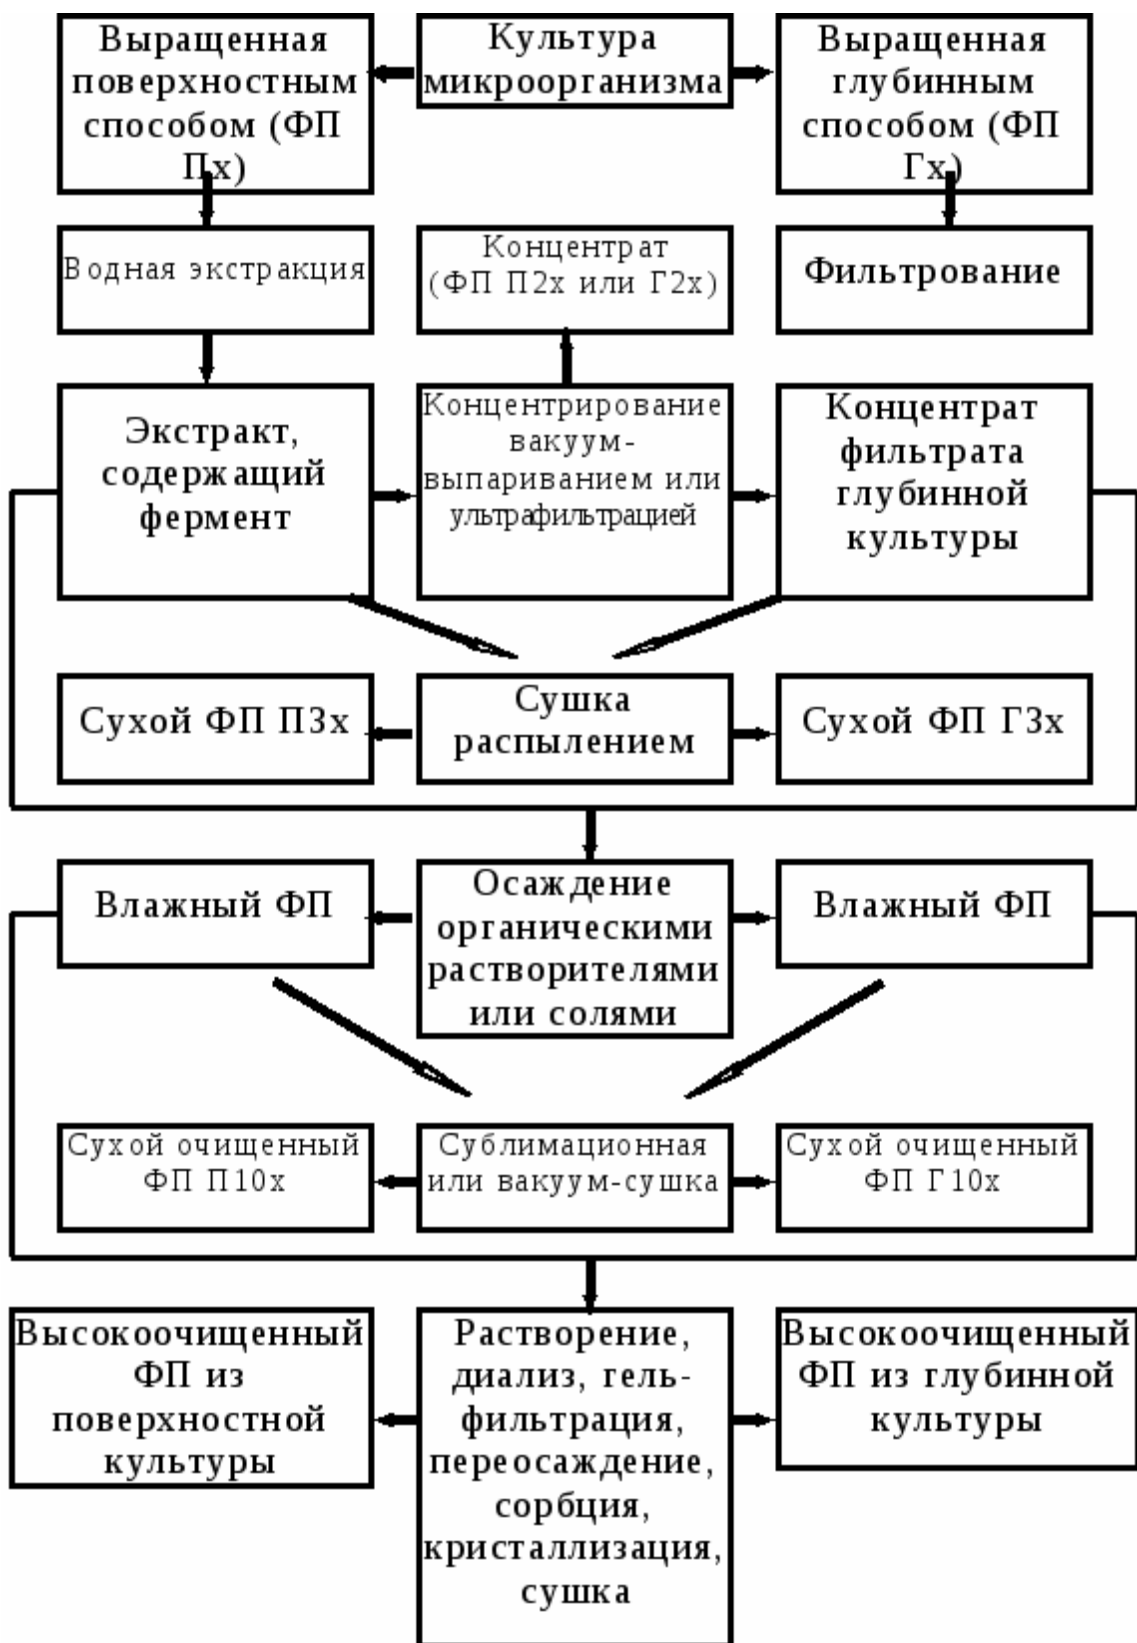 Выращенная
поверхностным
способом (ФП
Пх)
Культура
микроорганизма
Выращенная
глубинным
способом (ФП
Гх)
Водная экстракция
Концентрат
(ФП П2х или Г2х)
Фильтрование
Экстракт,
содержащий
фермент
Концентрирование
вакуум-
выпариванием или
ультрафильтрацией
Концентрат
фильтрата
глубинной
культуры
Сухой ФП П3х
Сушка
распылением
Сухой ФП Г3х
Влажный ФП
Осаждение
органическими
растворителями
или солями
Влажный ФП
Сухой очищенный
ФП П10х
Сублимационная
или вакуум-сушка
Сухой очищенный
ФП Г10х
Высокоочищенный
ФП из
поверхностной
культуры
Растворение,
диализ, гель-
фильтрация,
переосаждение,
сорбция,
кристаллизация,
сушка
Высокоочищенный
ФП из глубинной
культуры